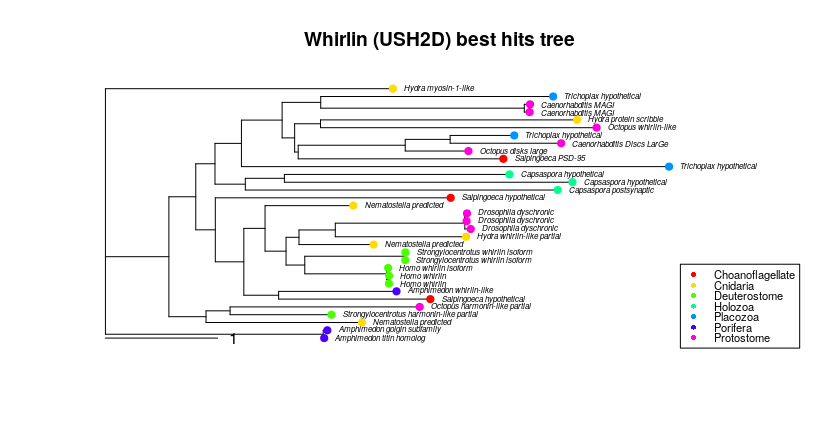 Whirlin (USH2D) best hits tree
Hydra myosin-1-like
Trichoplax hypothetical
Caenorhabditis MAGI
Caenorhabditis MAGI
Hydra protein scribble
Octopus whirlin-like
Trichoplax hypothetical
Caenorhabditis Discs LarGe
Octopus disks large
Salpingoeca PSD-95
Trichoplax hypothetical
Capsaspora hypothetical
Capsaspora hypothetical
Capsaspora postsynaptic
Salpingoeca hypothetical
Nematostella predicted
Drosophila dyschronic
Drosophila dyschronic
Drosophila dyschronic
Hydra whirlin-like partial
Nematostella predicted
Strongylocentrotus whirlin isoform
Strongylocentrotus whirlin isoform
Homo whirlin isoform
Homo whirlin
Homo whirlin
Amphimedon whirlin-like
Salpingoeca hypothetical
Octopus harmonin-like partial
Strongylocentrotus harmonin-like partial
Nematostella predicted
Amphimedon golgin subfamily
Amphimedon titin homolog
1
Choanoflagellate
Cnidaria
Deuterostome
Holozoa
Placozoa
Porifera
Protostome